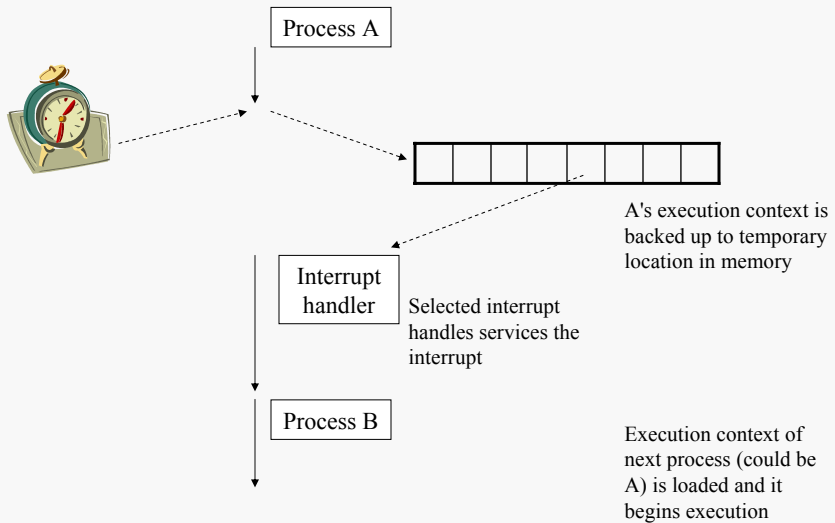 Process A
A's execution context is
backed up to temporary
location in memory
Interrupt
handler
Selected interrupt
handles services the
interrupt
Process B
Execution context of
next process (could be
A) is loaded and it
begins execution